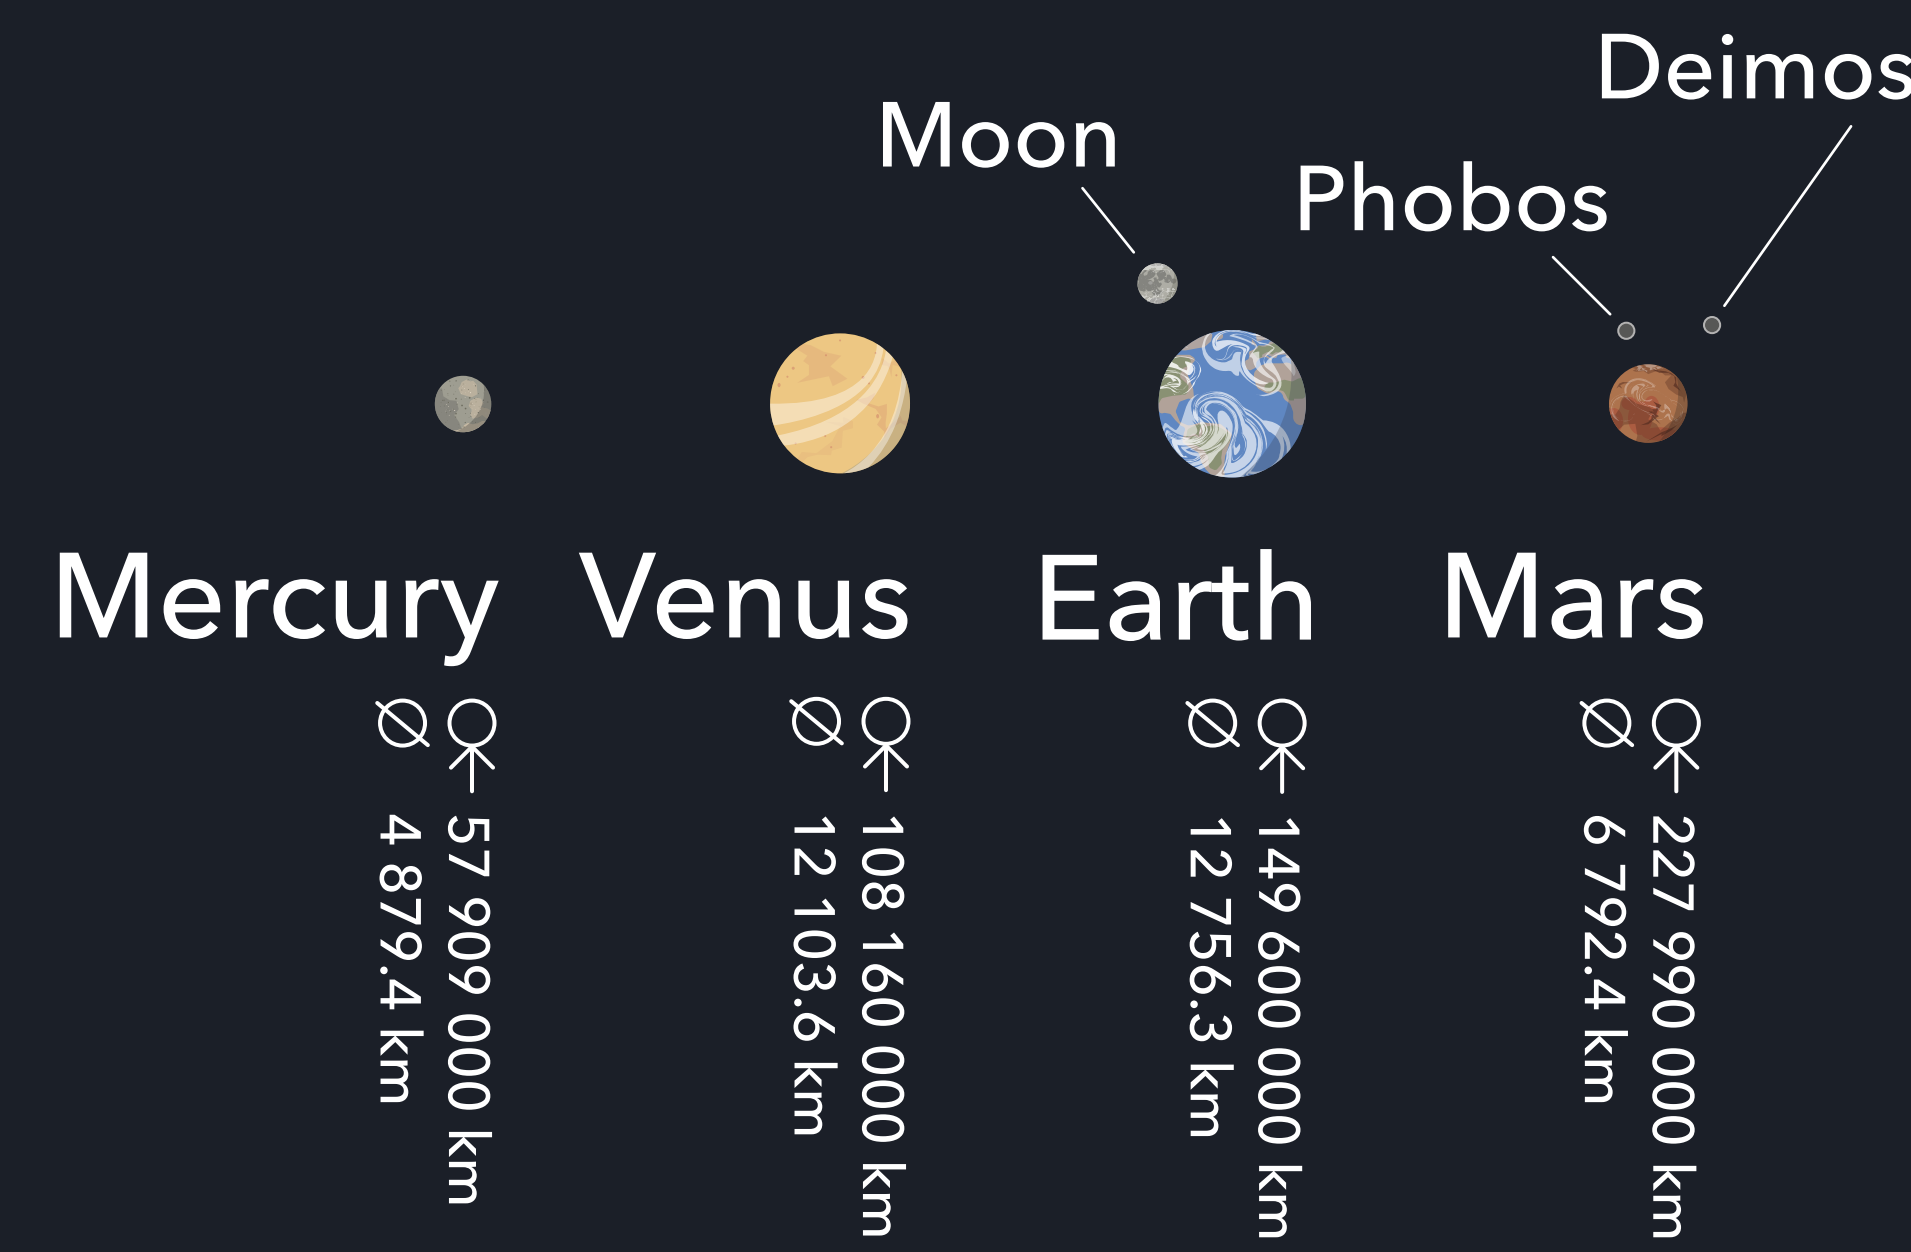 Deimos
Moon
Phobos
Mercury
Venus
Earth
Mars
57 909 000 km
Ø 4 879.4 km
108 160 000 km
Ø 12 103.6 km
149 600 000 km
Ø 12 756.3 km
227 990 000 km
Ø 6 792.4 km